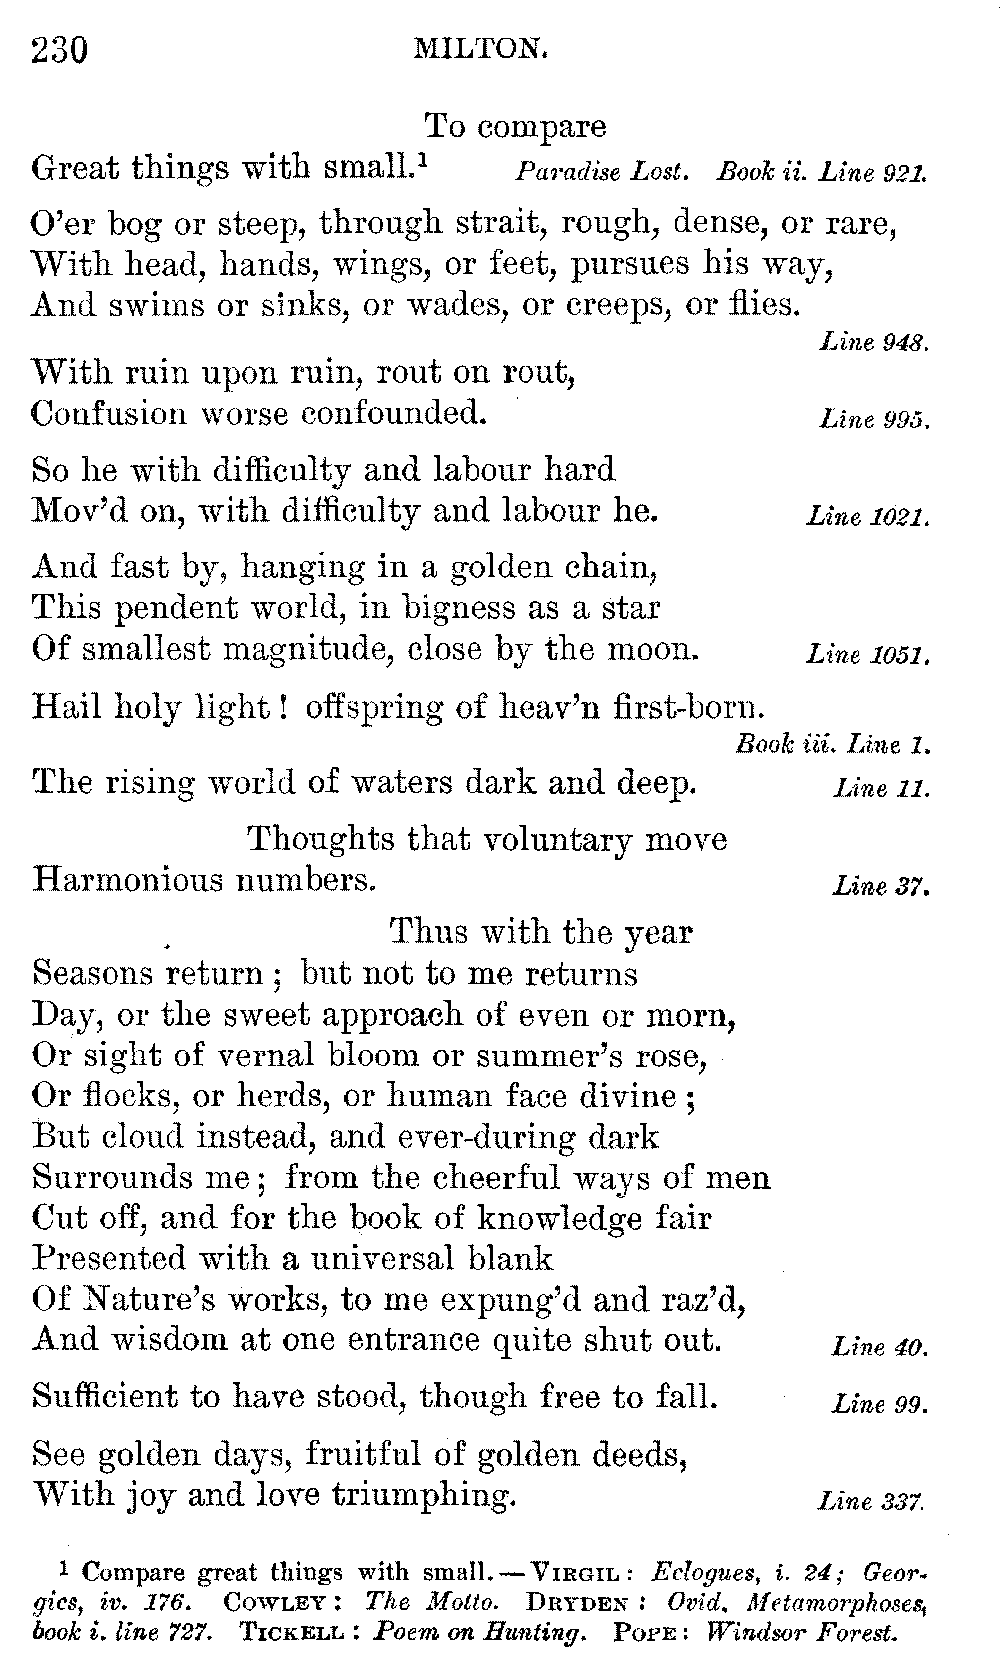 230 MILTON.
To compare
Great things with small.¹ Paradise Lost. Book ii. Line 921.
O’er bog or steep, through strait, rough, dense, or rare,
With head, hands, wings, or feet, pursues his way,
And swims or sinks, or wades, or creeps, or flies.
Line 948.
With ruin upon ruin, rout on rout,
Confusion worse confounded. Line 995.
So he with difficulty and labour hard
Mov’d on, with difficulty and labour he. Line 1021.
And fast by, hanging in a golden chain,
This pendent world, in bigness as a star
Of smallest magnitude, close by the moon. Line 1051.
Hail holy light! offspring of heav’n first-born.
Book iii. Line 1.
The rising world of waters dark and deep. Line 11.
Thoughts that voluntary move
Harmonious numbers. Line 37.
Thus with the year
Seasons return; but not to me returns
Day, or the sweet approach of even or morn,
Or sight of vernal bloom or summer’s rose,
Or flocks, or herds, or human face divine;
But cloud instead, and ever-during dark
Surrounds me; from the cheerful ways of men
Cut off, and for the book of knowledge fair
Presented with a universal blank
Of Nature’s works, to me expung’d and raz’d,
And wisdom at one entrance quite shut out. Line 40.
Sufficient to have stood, though free to fall. Line 99.
See golden days, fruitful of golden deeds,
With joy and love triumphing. Line 337.
¹ Compare great things with small.—VIRGIL: Eclogues, i. 24; Geor-
gics, iv. 176. COWLEY: The Motto. DRYDEN: Ovid, Metamorphoses,
book i. line 727. TICKELL: Poem on Hunting. POPE: Windsor Forest.